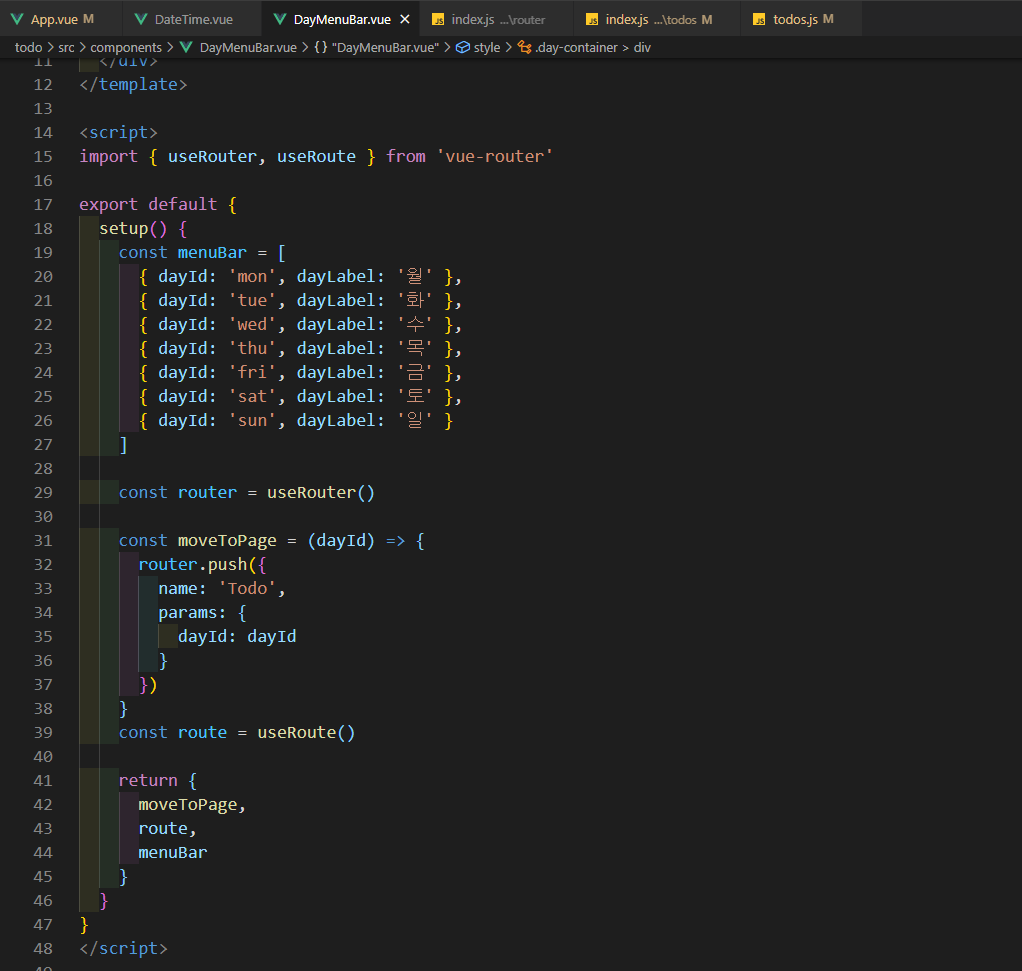 App.vue M DateTime.vue DayMenuBar.vue × JS index.js ...\router JS index.js ...\todos M JS todos.js M
todo > src > components > DayMenuBar.vue > {} "DayMenuBar.vue" > style > .day-container > div
11 </div>
12 </template>
13
14 <script>
15 import { useRouter, useRoute } from 'vue-router'
16
17 export default {
18 setup() {
19 const menuBar = [
20 { dayId: 'mon', dayLabel: '월' },
21 { dayId: 'tue', dayLabel: '화' },
22 { dayId: 'wed', dayLabel: '수' },
23 { dayId: 'thu', dayLabel: '목' },
24 { dayId: 'fri', dayLabel: '금' },
25 { dayId: 'sat', dayLabel: '토' },
26 { dayId: 'sun', dayLabel: '일' }
27 ]
28
29 const router = useRouter()
30
31 const moveToPage = (dayId) => {
32 router.push({
33 name: 'Todo',
34 params: {
35 dayId: dayId
36 }
37 })
38 }
39 const route = useRoute()
40
41 return {
42 moveToPage,
43 route,
44 menuBar
45 }
46 }
47 }
48 </script>
49